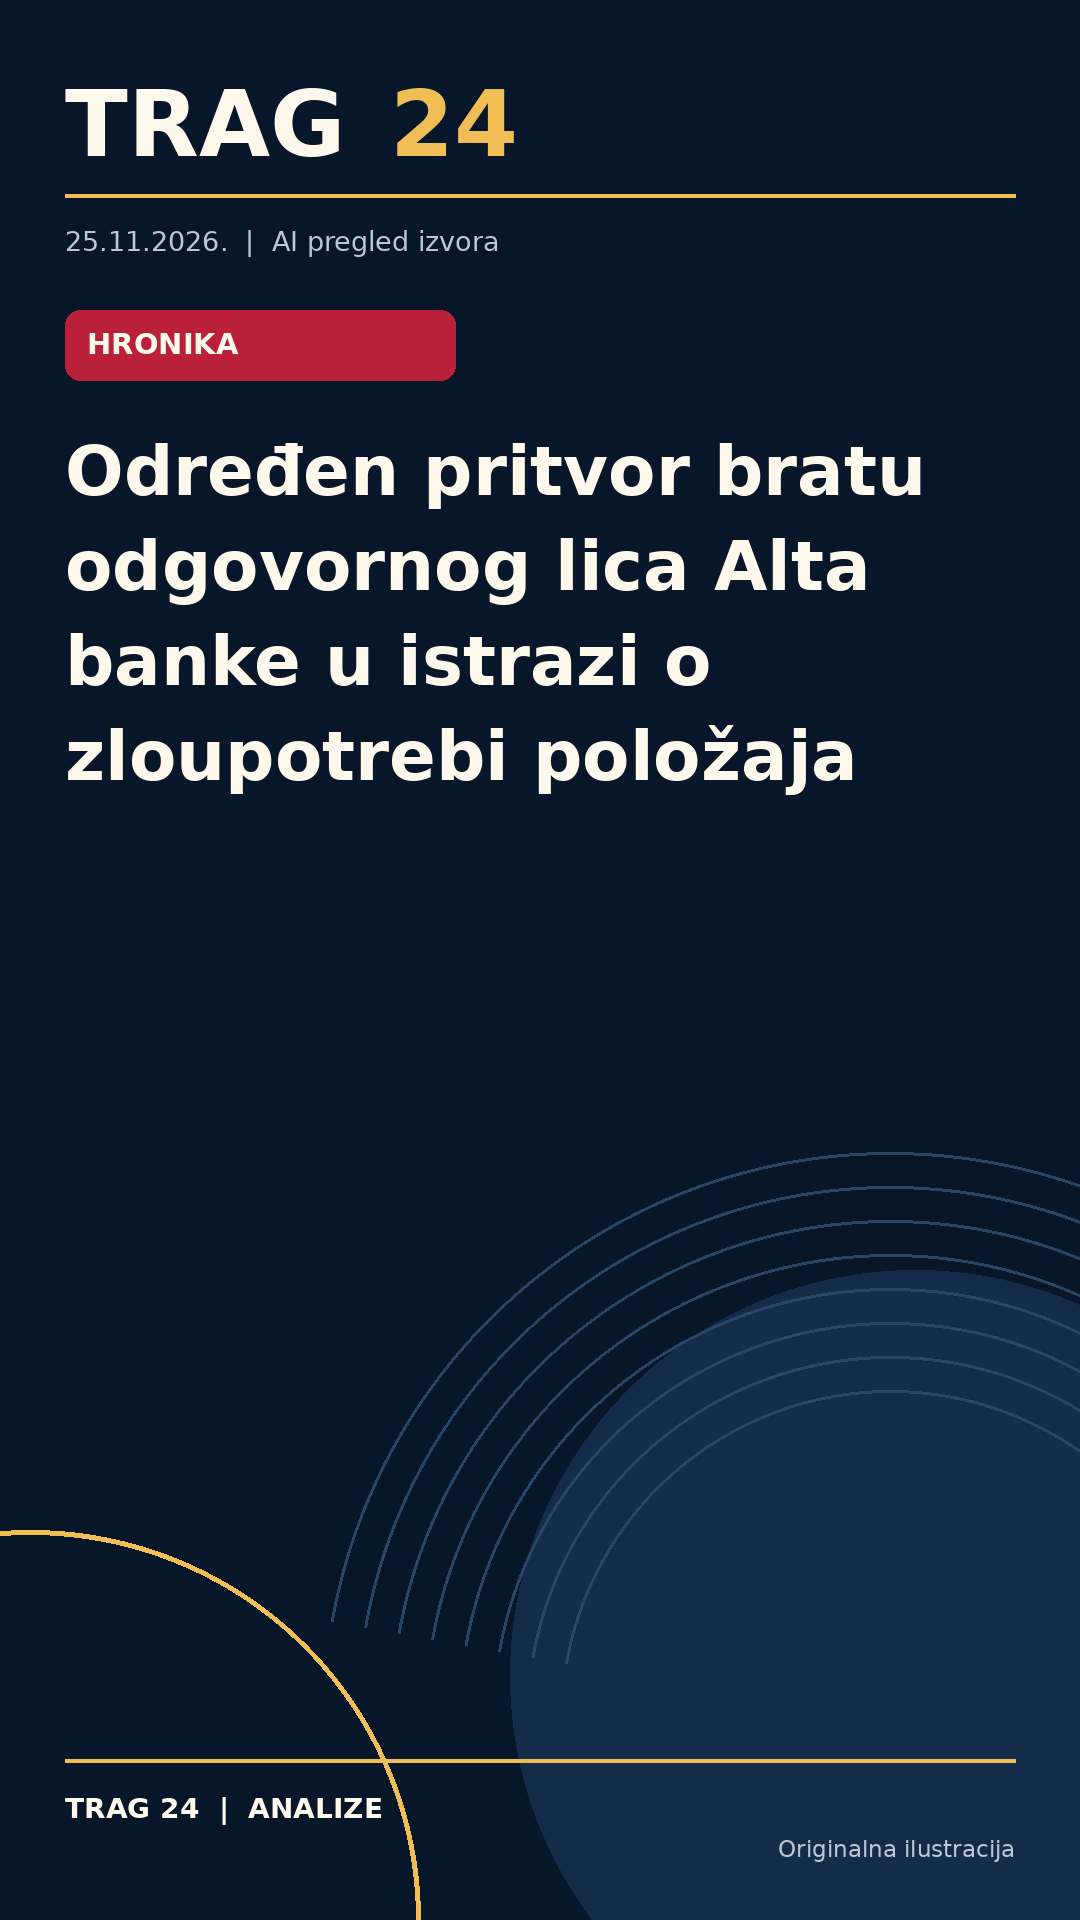 TRAG 24
25.11.2026. | AI pregled izvora
HRONIKA
Određen pritvor bratu
odgovornog lica Alta
banke u istrazi o
zloupotrebi položaja
TRAG 24 | ANALIZE
Originalna ilustracija